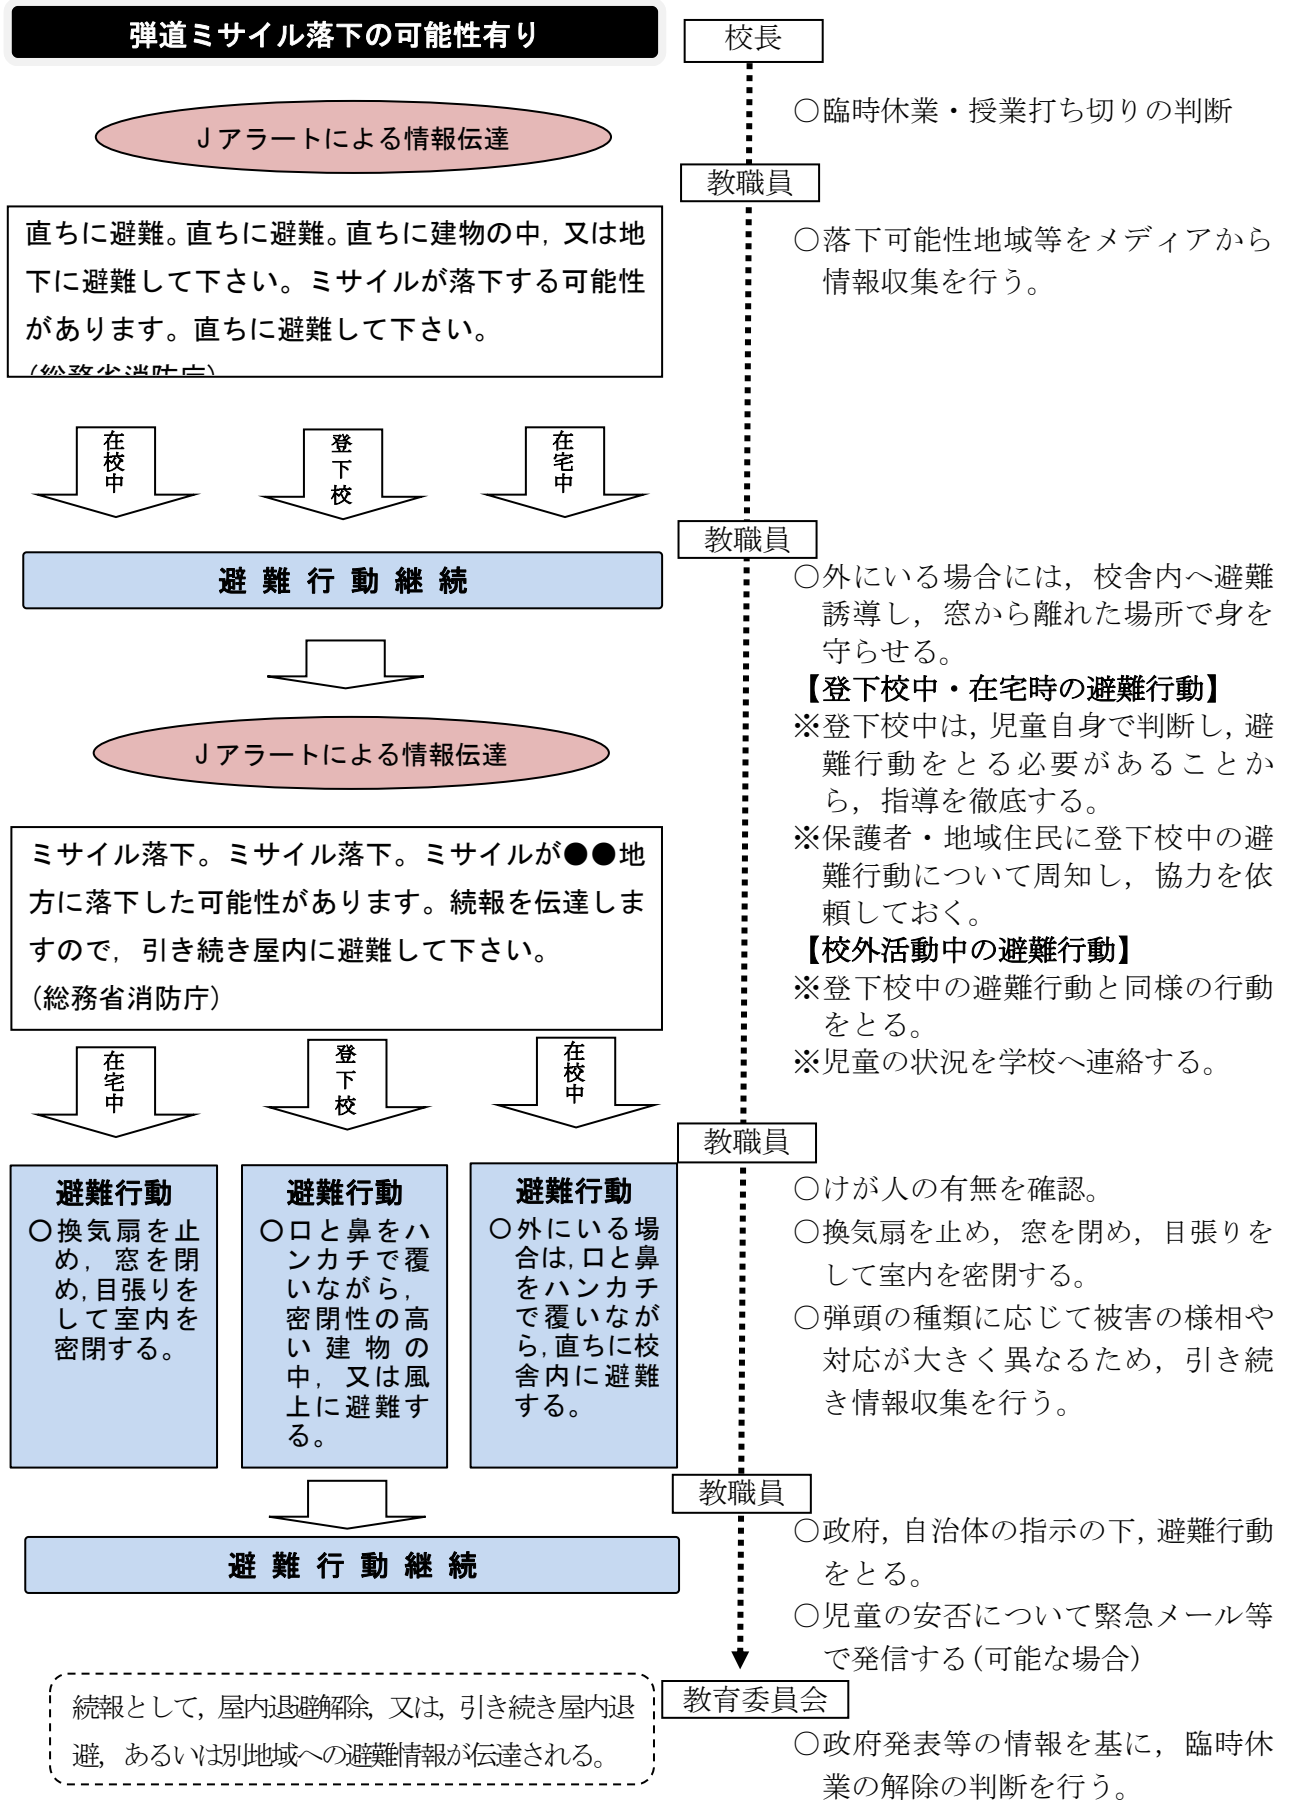 弾道ミサイル落下の可能性有り
Jアラートによる情報伝達
直ちに避難。直ちに避難。直ちに建物の中，又は地
下に避難して下さい。ミサイルが落下する可能性
があります。直ちに避難して下さい。
(総務省消防庁)
在校中
登下校
在宅中
避難行動継続
Jアラートによる情報伝達
ミサイル落下。ミサイル落下。ミサイルが●●地
方に落下した可能性があります。続報を伝達しま
すので，引き続き屋内に避難して下さい。
(総務省消防庁)
在宅中
登下校
在校中
避難行動
○換気扇を止
め，窓を閉
め，目張りを
して室内を
密閉する。
避難行動
○口と鼻をハ
ンカチで覆
いながら，
密閉性の高
い建物の
中，又は風
上に避難す
る。
避難行動
○外にいる場
合は，口と鼻
をハンカチ
で覆いなが
ら，直ちに校
舎内に避難
する。
避難行動継続
続報として，屋内退避解除，又は，引き続き屋内退
避，あるいは別地域への避難情報が伝達される。
校長
○臨時休業・授業打ち切りの判断
教職員
○落下可能性地域等をメディアから
情報収集を行う。
教職員
○外にいる場合には，校舎内へ避難
誘導し，窓から離れた場所で身を
守らせる。
【登下校中・在宅時の避難行動】
※登下校中は，児童自身で判断し，避
難行動をとる必要があることか
ら，指導を徹底する。
※保護者・地域住民に登下校中の避
難行動について周知し，協力を依
頼しておく。
【校外活動中の避難行動】
※登下校中の避難行動と同様の行動
をとる。
※児童の状況を学校へ連絡する。
教職員
○けが人の有無を確認。
○換気扇を止め，窓を閉め，目張りを
して室内を密閉する。
○弾頭の種類に応じて被害の様相や
対応が大きく異なるため，引き続
き情報収集を行う。
教職員
○政府，自治体の指示の下，避難行動
をとる。
○児童の安否について緊急メール等
で発信する(可能な場合)
教育委員会
○政府発表等の情報を基に，臨時休
業の解除の判断を行う。